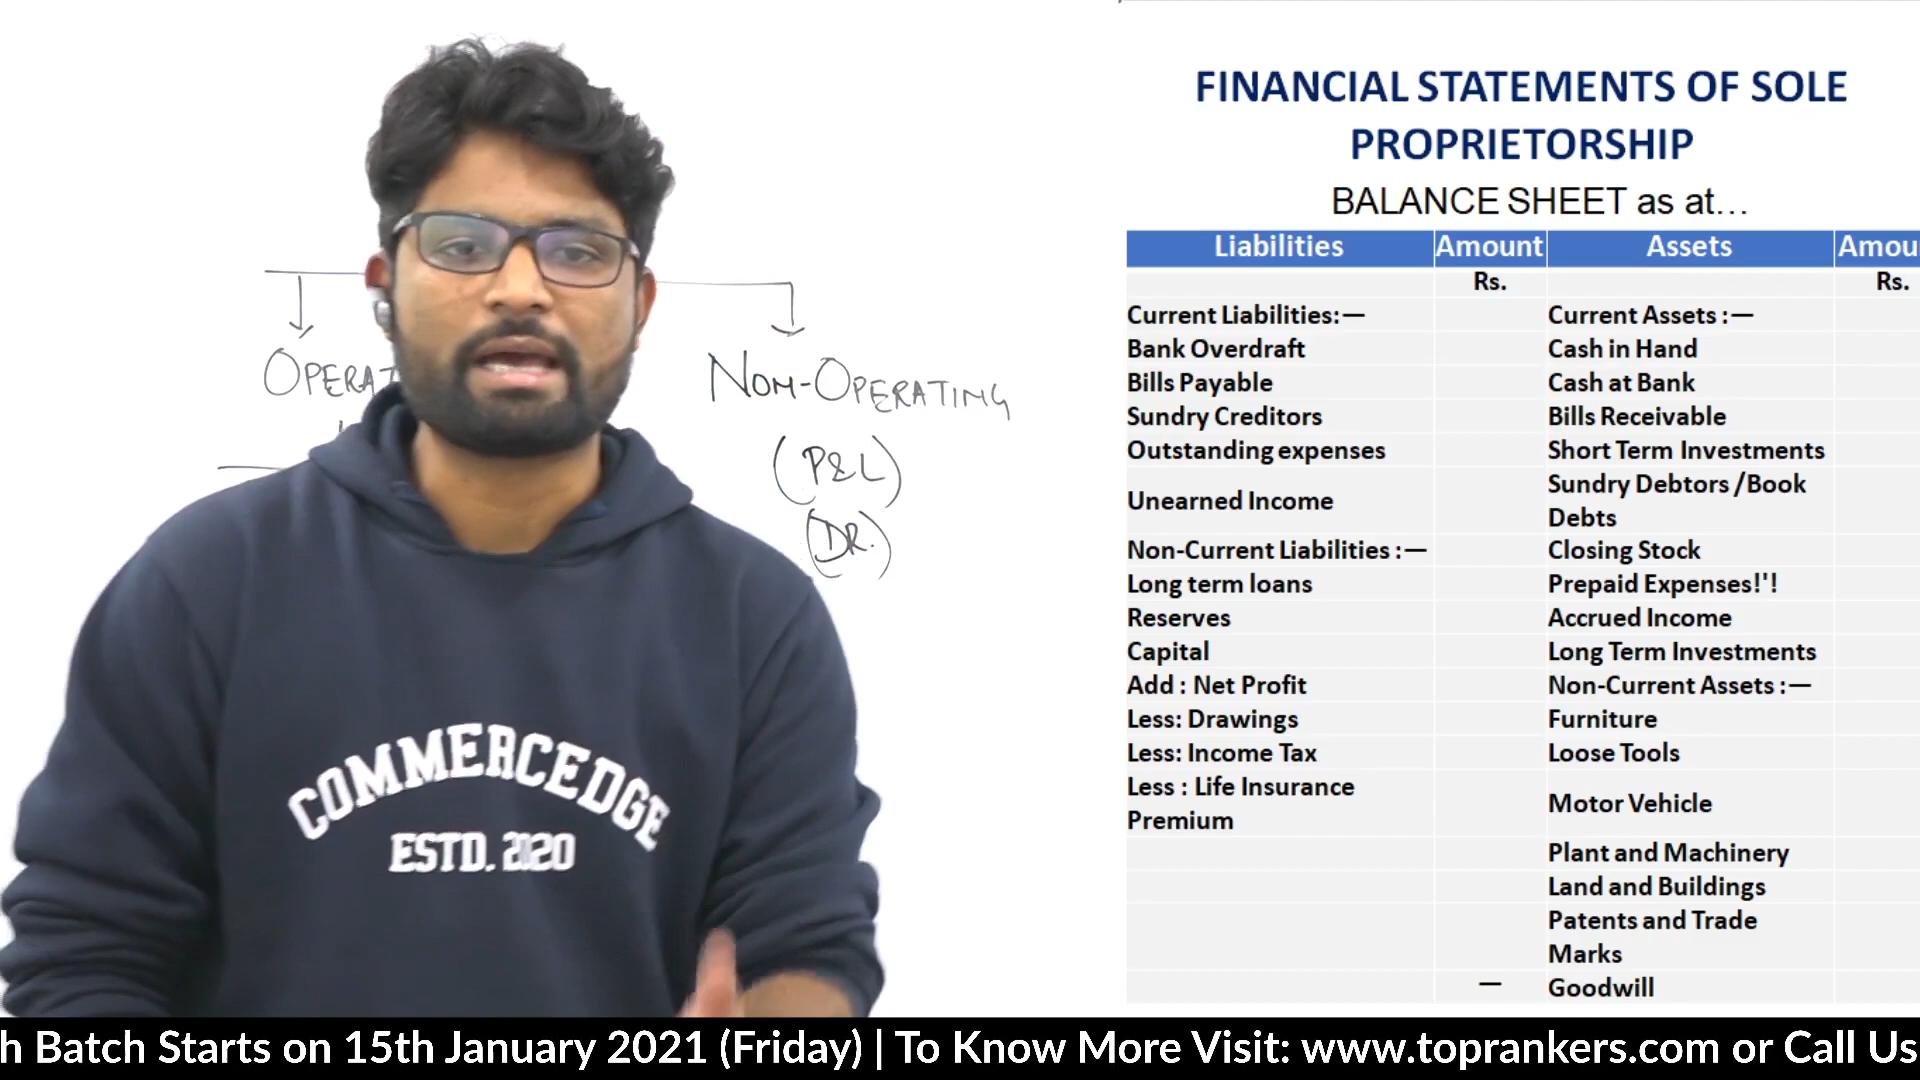 FINANCIAL STATEMENTS OF SOLE
PROPRIETORSHIP
BALANCE SHEET as at...
Liabilities Amount Assets Amou
Rs. Rs.
Current Liabilities:— Current Assets :—
Bank Overdraft Cash in Hand
Bills Payable Cash at Bank
Sundry Creditors Bills Receivable
Outstanding expenses Short Term Investments
Unearned Income Sundry Debtors /Book
Debts
Non-Current Liabilities :— Closing Stock
Long term loans Prepaid Expenses!'!
Reserves Accrued Income
Capital Long Term Investments
Add : Net Profit Non-Current Assets :—
Less: Drawings Furniture
Less: Income Tax Loose Tools
Less : Life Insurance
Premium Motor Vehicle
Plant and Machinery
Land and Buildings
Patents and Trade
Marks
— Goodwill
OPERAT
NON-OPERATING
(P&L)
(DR.)
COMMERCEDGE
ESTD. 2020
h Batch Starts on 15th January 2021 (Friday) | To Know More Visit: www.toprankers.com or Call Us